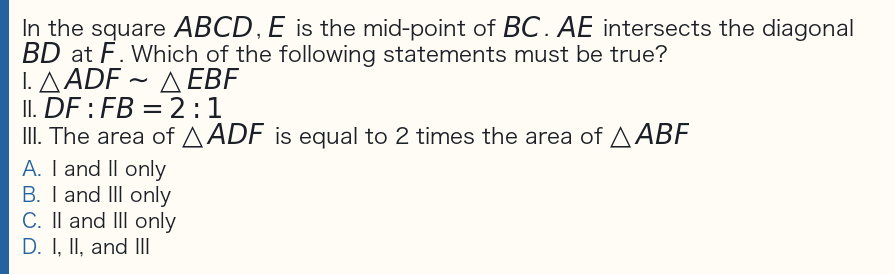 In the square ABCD, E is the mid-point of BC. AE intersects the diagonal
BD at F. Which of the following statements must be true?
I. △ADF ~ △EBF
II. DF : FB = 2 : 1
III. The area of △ADF is equal to 2 times the area of △ABF
A. I and II only
B. I and III only
C. II and III only
D. I, II, and III